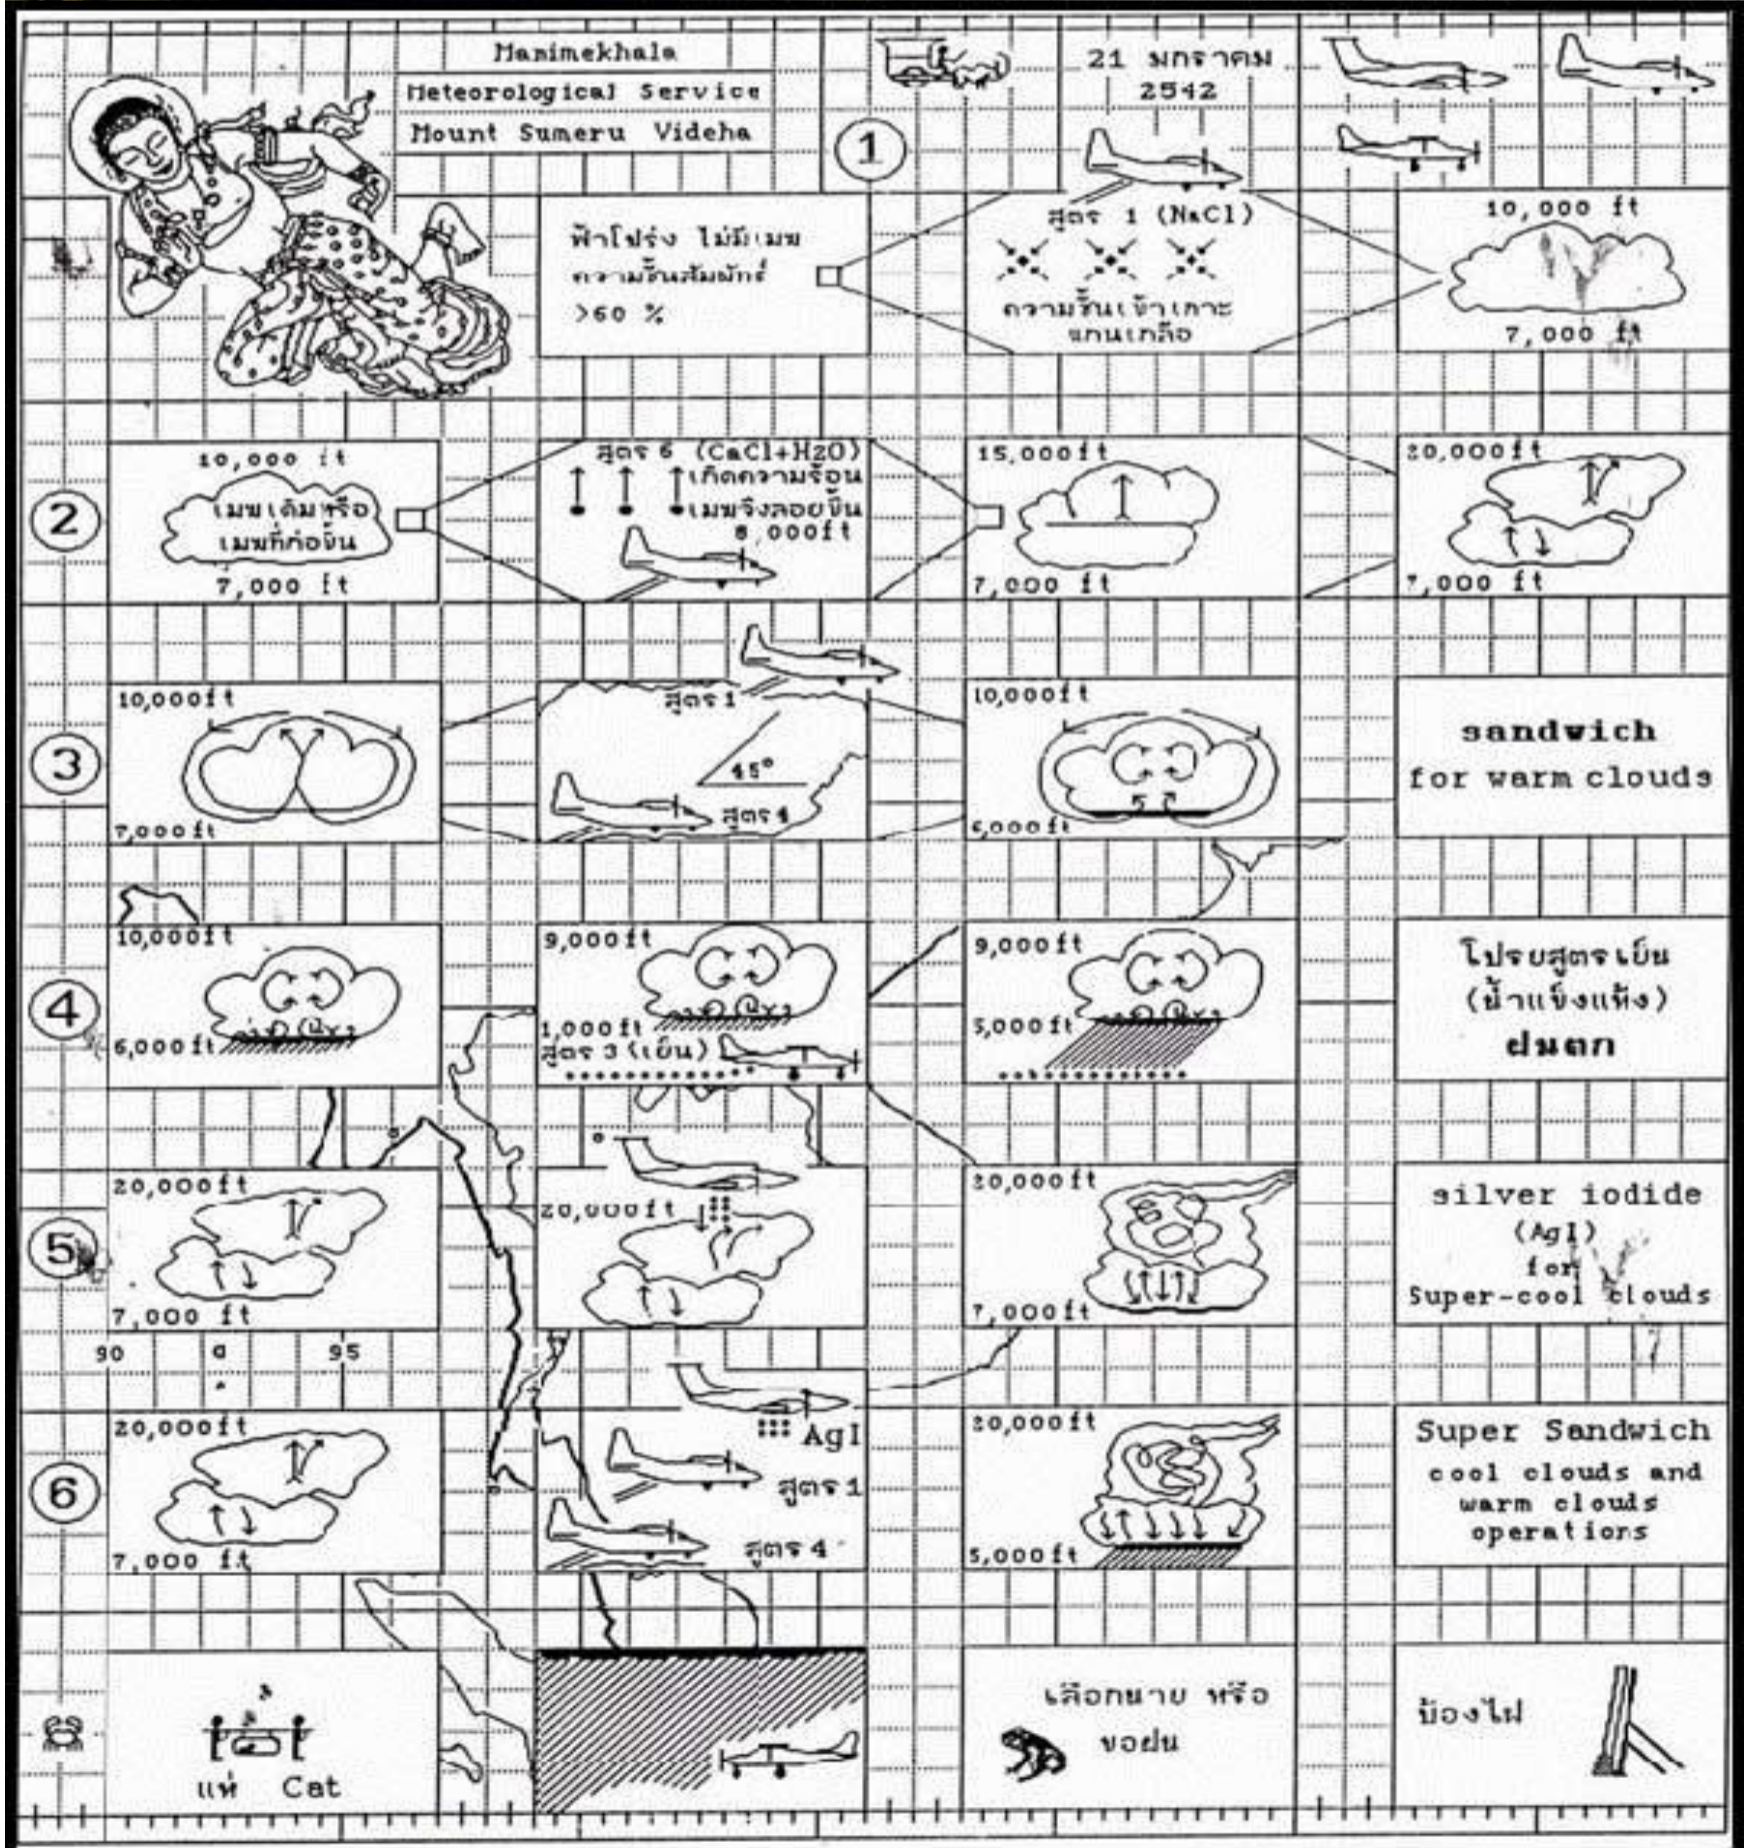 Manimekhala
Meteorological Service
Mount Sumeru Videha
21 มกราคม
2542
1
ฟ้าโปร่ง ไม่มีเมฆ
ความชื้นสัมพัทธ์
>60 %
สูตร 1 (NaCl)
ความชื้นเข้าเกาะ
แกนเกลือ
10,000 ft
7,000 ft
2
10,000 ft
เมฆเดิมหรือ
เมฆที่ก่อขึ้น
7,000 ft
สูตร 6 (CaCl+H2O)
เกิดความร้อน
เมฆจึงลอยขึ้น
8,000ft
15,000ft
7,000 ft
20,000ft
7,000 ft
3
10,000ft
7,000ft
สูตร 1
45°
สูตร 4
10,000ft
6,000ft
sandwich
for warm clouds
4
10,000ft
6,000ft
9,000ft
1,000ft
สูตร 3 (เย็น)
9,000ft
5,000ft
โปรยสูตรเย็น
(น้ำแข็งแห้ง)
ฝนตก
5
20,000ft
7,000 ft
20,000ft
30,000ft
7,000ft
silver iodide
(AgI)
for
Super-cool clouds
90
95
6
20,000ft
7,000 ft
AgI
สูตร 1
สูตร 4
20,000ft
5,000ft
Super Sandwich
cool clouds and
warm clouds
operations
แห่ Cat
เลือกนาย หรือ
ขอฝน
บ้องไฟ